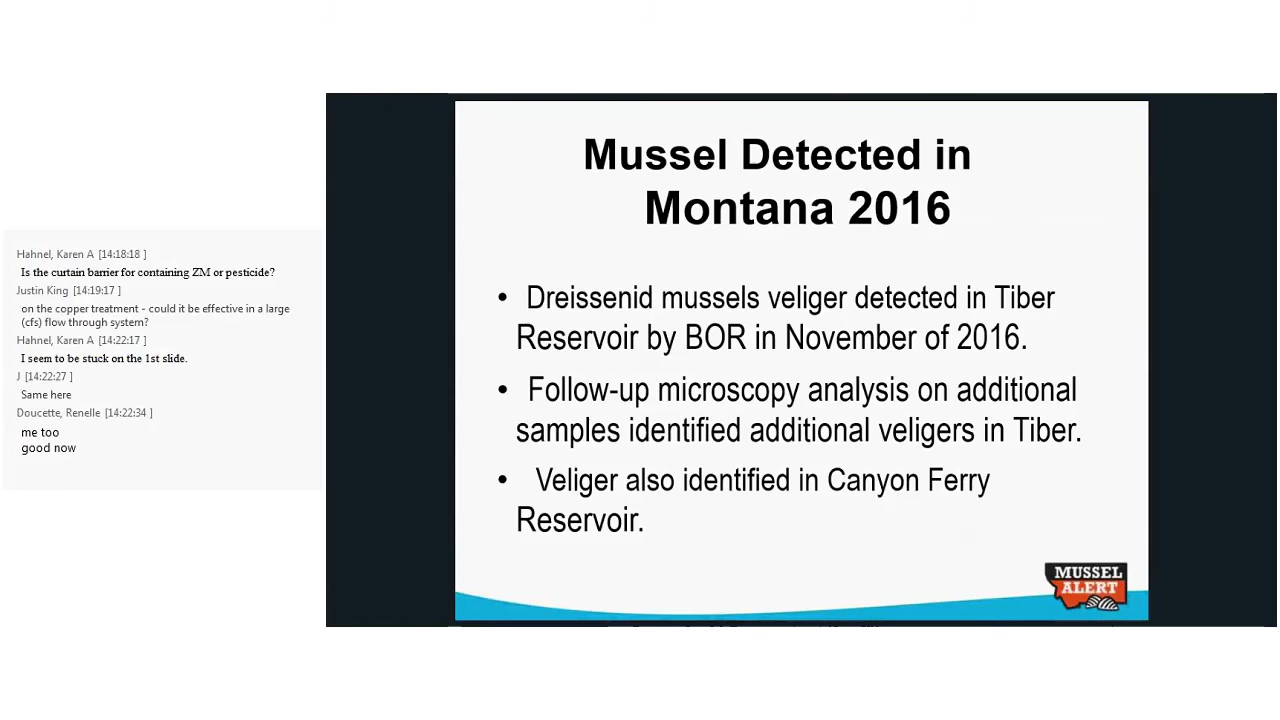 Hahnel, Karen A [14:18:18 ]
Is the curtain barrier for containing ZM or pesticide?
Justin King [14:19:17 ]
on the copper treatment - could it be effective in a large
(cfs) flow through system?
Hahnel, Karen A [14:22:17 ]
I seem to be stuck on the 1st slide.
J [14:22:27 ]
Same here
Doucette, Renelle [14:22:34 ]
me too
good now
Mussel Detected in
Montana 2016
• Dreissenid mussels veliger detected in Tiber
Reservoir by BOR in November of 2016.
• Follow-up microscopy analysis on additional
samples identified additional veligers in Tiber.
• Veliger also identified in Canyon Ferry
Reservoir.
MUSSEL
ALERT